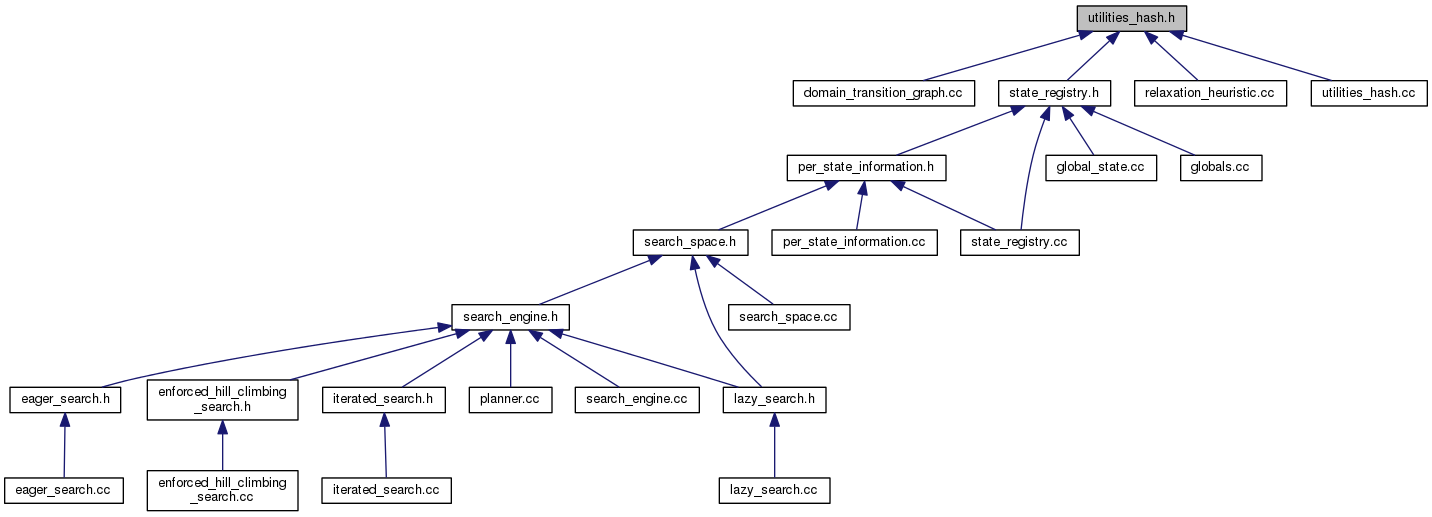 utilities_hash.h
domain_transition_graph.cc
state_registry.h
relaxation_heuristic.cc
utilities_hash.cc
per_state_information.h
global_state.cc
globals.cc
search_space.h
per_state_information.cc
state_registry.cc
search_engine.h
search_space.cc
eager_search.h
enforced_hill_climbing
_search.h
iterated_search.h
planner.cc
search_engine.cc
lazy_search.h
eager_search.cc
enforced_hill_climbing
_search.cc
iterated_search.cc
lazy_search.cc